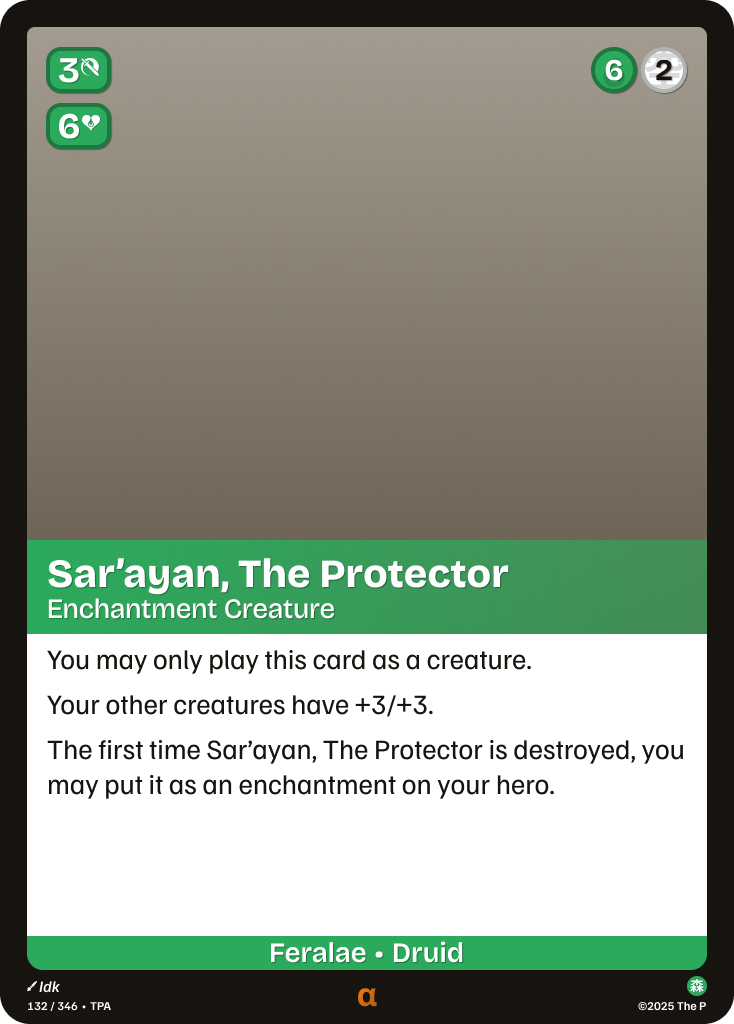 3
6 2
6
Sar’ayan, The Protector
Enchantment Creature
You may only play this card as a creature.
Your other creatures have +3/+3.
The first time Sar’ayan, The Protector is destroyed, you
may put it as an enchantment on your hero.
Feralae • Druid
Idk
132 / 346 • TPA
α
森
©2025 The P